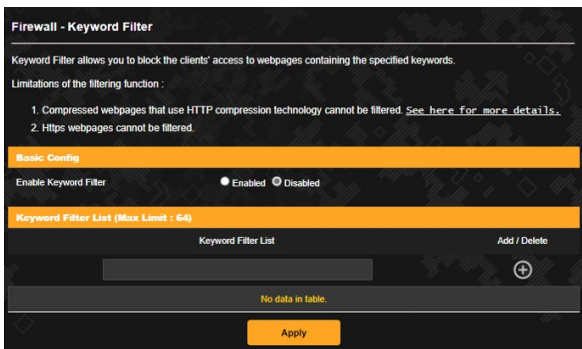 Firewall - Keyword Filter
Keyword Filter allows you to block the clients' access to webpages containing the specified keywords.
Limitations of the filtering function :
1. Compressed webpages that use HTTP compression technology cannot be filtered. See here for more details.
2. Https webpages cannot be filtered.
Basic Config
Enable Keyword Filter Enabled Disabled
Keyword Filter List (Max Limit : 64)
Keyword Filter List Add / Delete
No data in table.
Apply